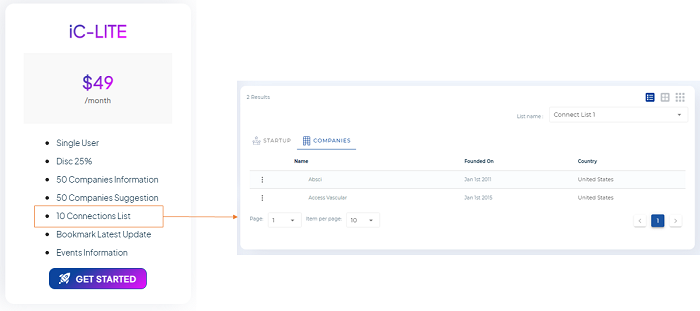 iC-LITE
$49
/month
Single User
Disc 25%
50 Companies Information
50 Companies Suggestion
10 Connections List
Bookmark Latest Update
Events Information
GET STARTED
2 Results
List name :
Connect List 1
STARTUP
COMPANIES
Name Founded On Country
Absci Jan 1st 2011 United States
Access Vascular Jan 1st 2015 United States
Page: 1 Item per page: 10
1